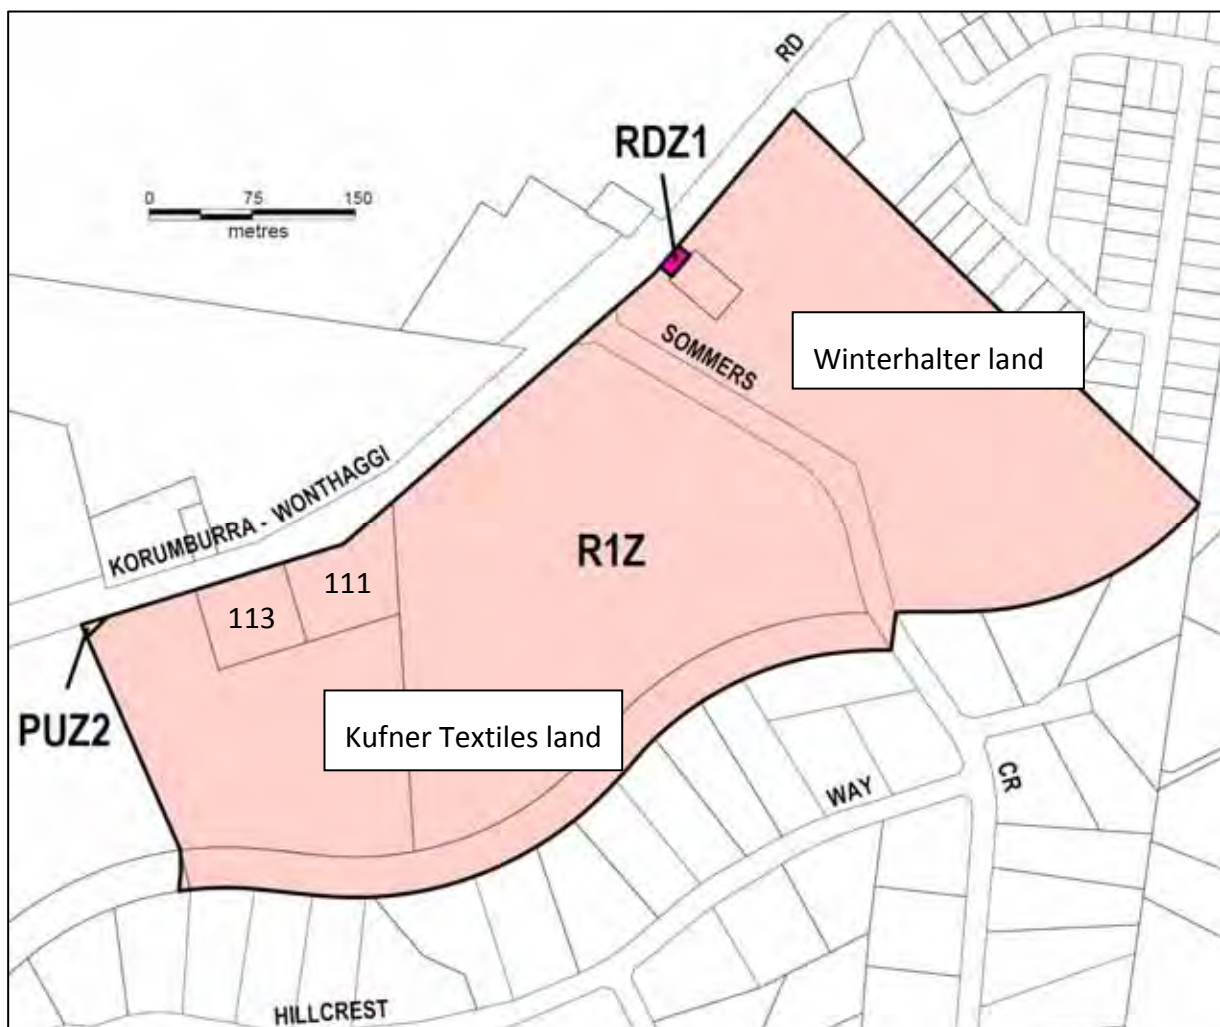 RD
RDZ1
0 75 150
metres
SOMMERS
Winterhalter land
KORUMBURRA - WONTHAGGI
R1Z
111
113
PUZ2
Kufner Textiles land
WAY
CR
HILLCREST